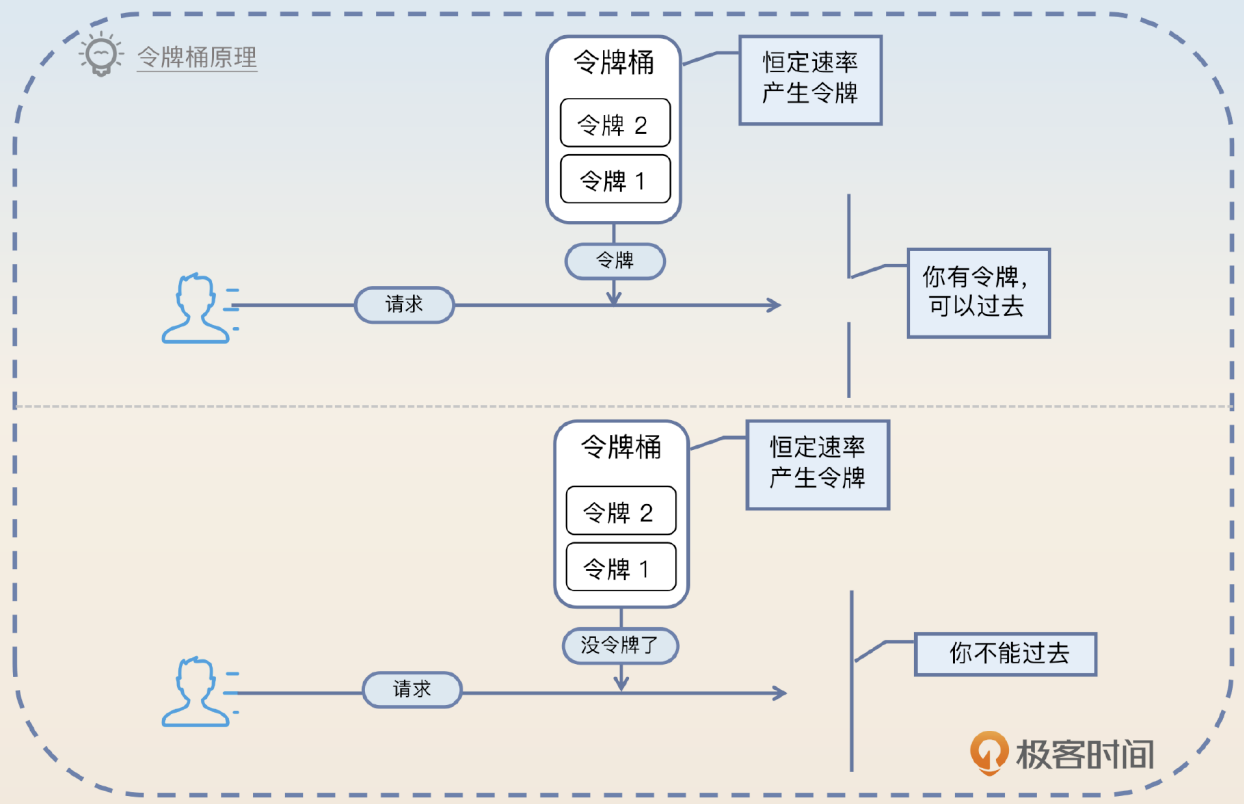 令牌桶原理
令牌桶
恒定速率
产生令牌
令牌 2
令牌 1
令牌
请求
你有令牌，
可以过去
令牌桶
恒定速率
产生令牌
令牌 2
令牌 1
没令牌了
请求
你不能过去
极客时间